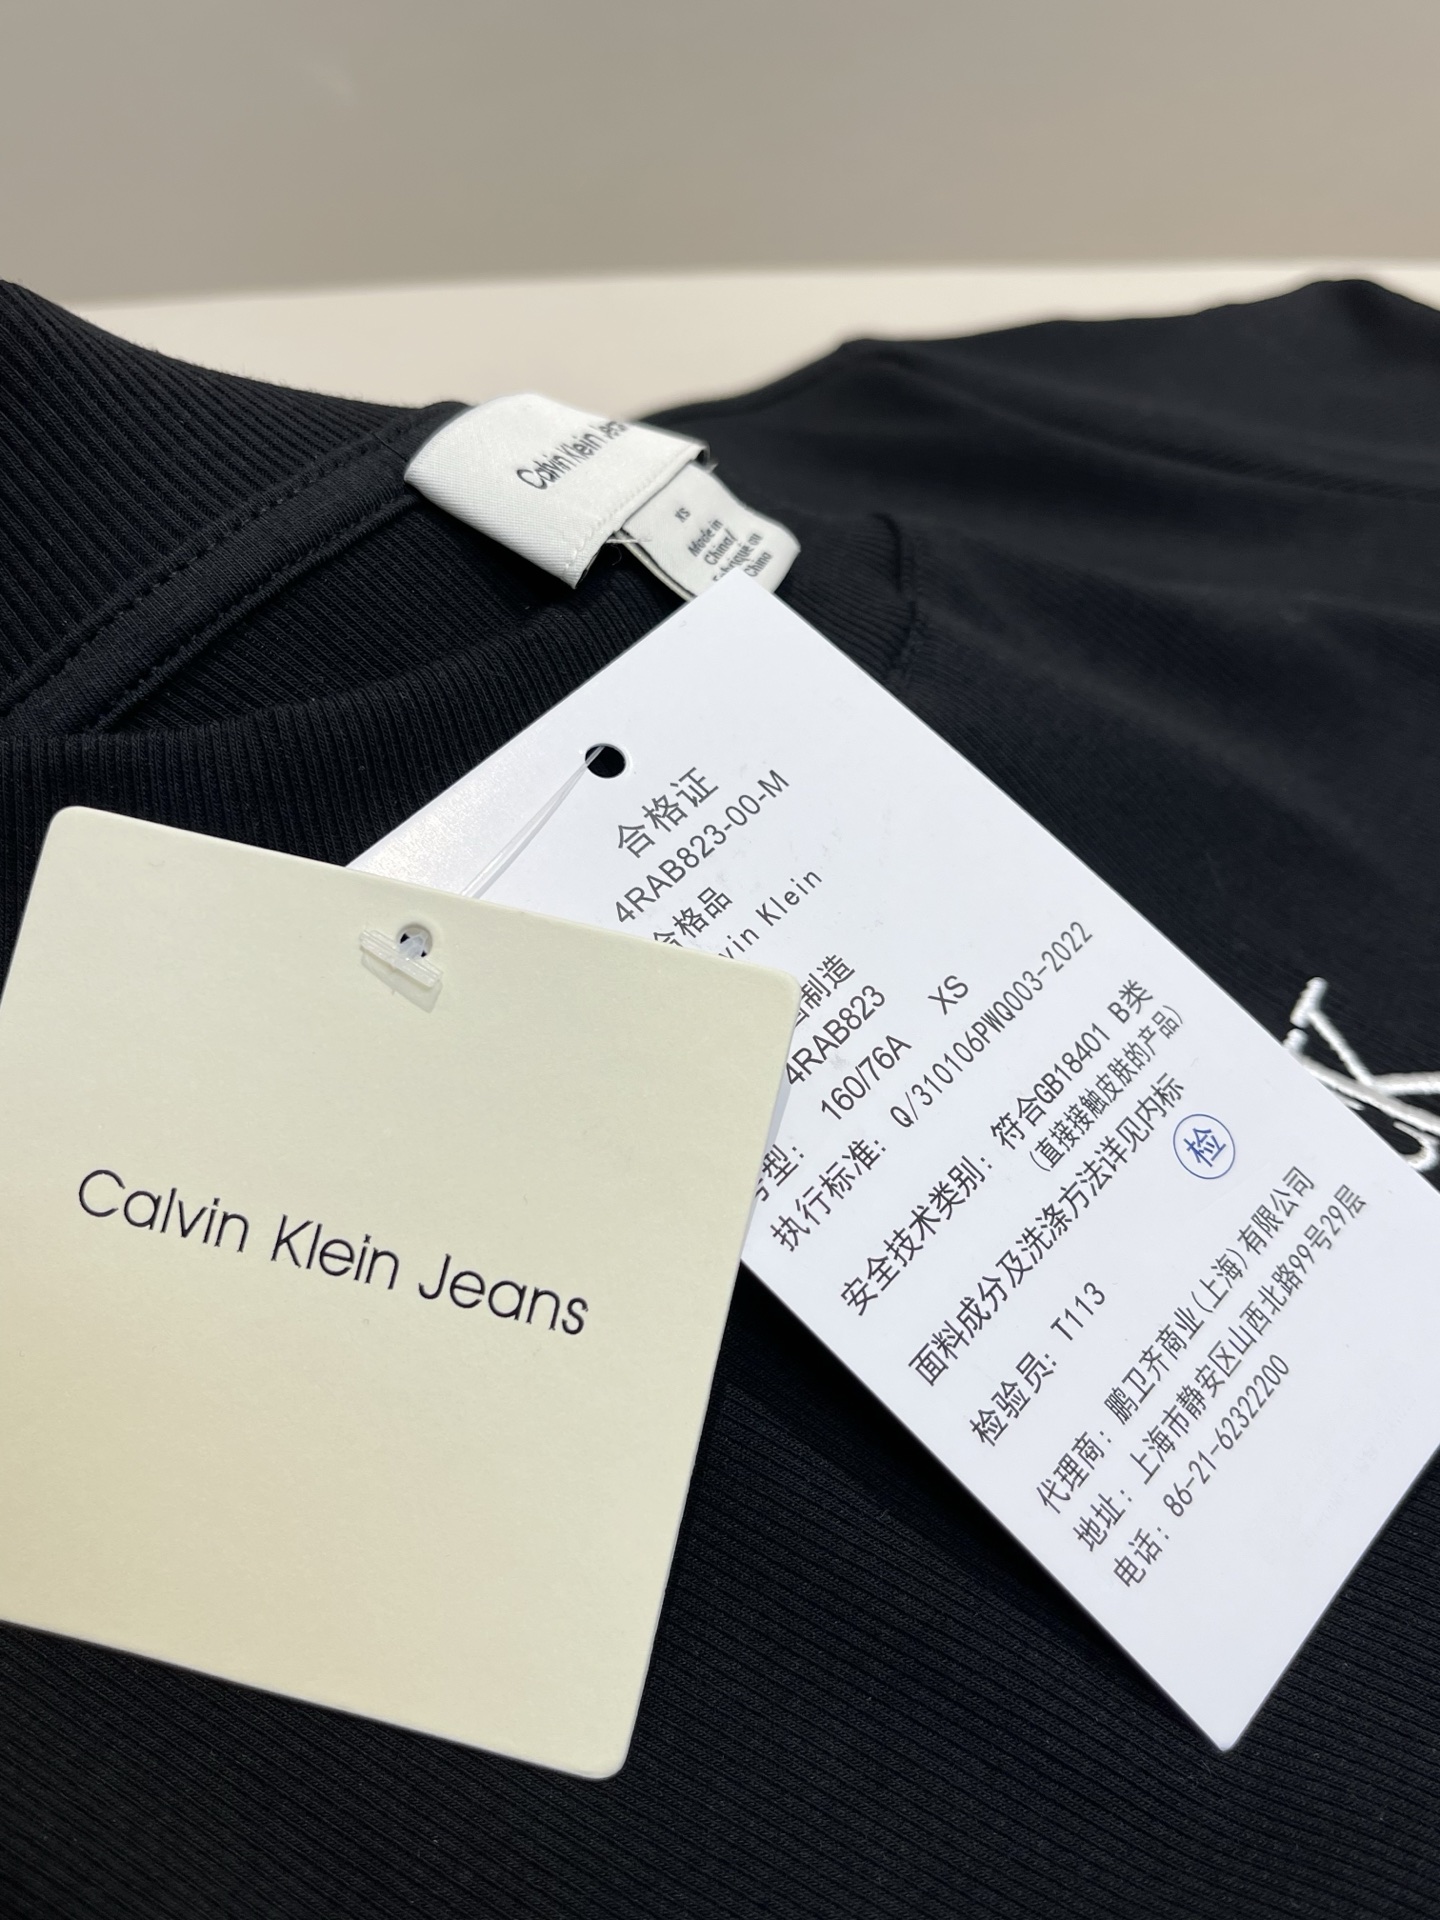 Calvin Klein
XS
Made in
China/
China
合格证
4RAB823-00-M
合格品
Klein
制造
4RAB823
160/76A XS
型:
执行标准: Q/310106PWQ003-2022
安全技术类别: 符合GB18401 B类
(直接接触皮肤的产品)
面料成分及洗涤方法详见内标
检
检验员: T113
代理商: 鹏卫齐商业(上海)有限公司
地址: 上海市静安区山西北路99号29层
电话: 86-21-62322200
Calvin Klein Jeans